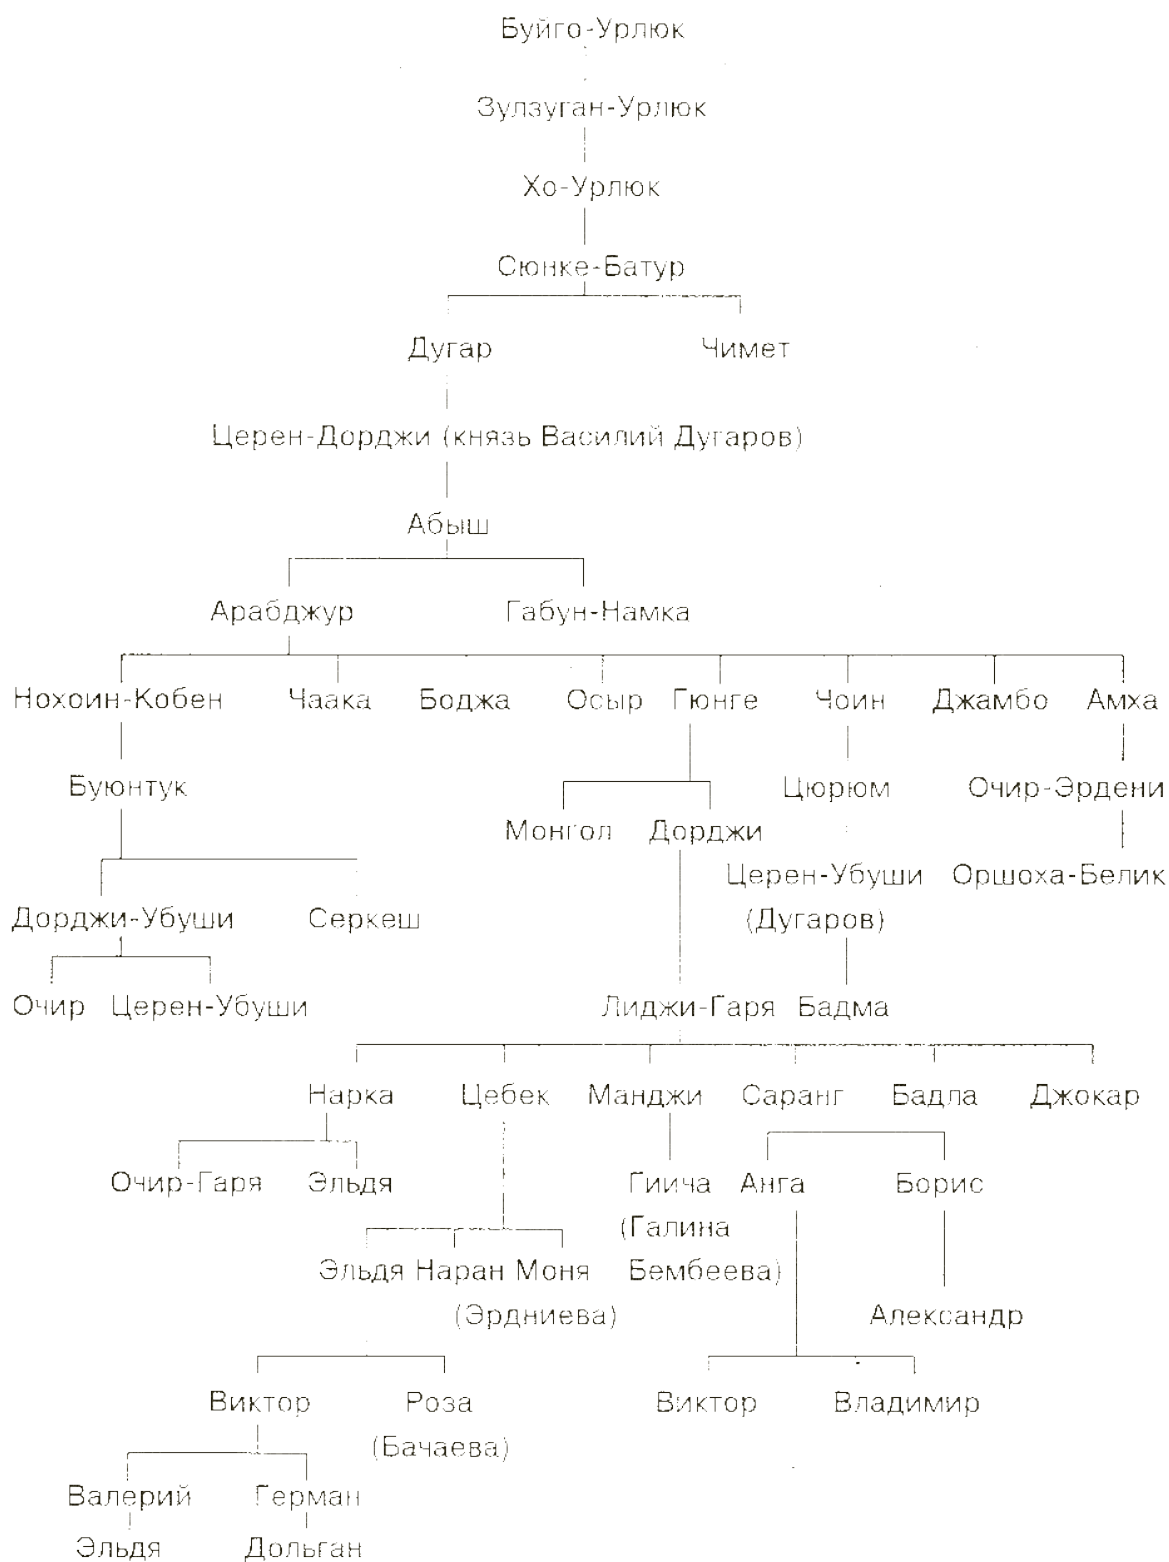 Буйго-Урлюк
Зулзуган-Урлюк
Хо-Урлюк
Сюнке-Батур
Дугар Чимет
Церен-Дорджи (князь Василий Дугаров)
Абыш
Арабджур Габун-Намка
Нохоин-Кобен Чаака Боджа Осыр Гюнге Чоин Джамбо Амха
Буюнтук Цюрюм Очир-Эрдени
Монгол Дорджи
Церен-Убуши Оршоха-Белик
Дорджи-Убуши Серкеш (Дугаров)
Очир Церен-Убуши Лиджи-Гаря Бадма
Нарка Цебек Манджи Саранг Бадла Джокар
Очир-Гаря Эльдя Гиича Анга Борис
(Галина
Эльдя Наран Моня Бембеева)
(Эрдниева) Александр
Виктор Роза Виктор Владимир
(Бачаева)
Валерий Герман
Эльдя Дольган